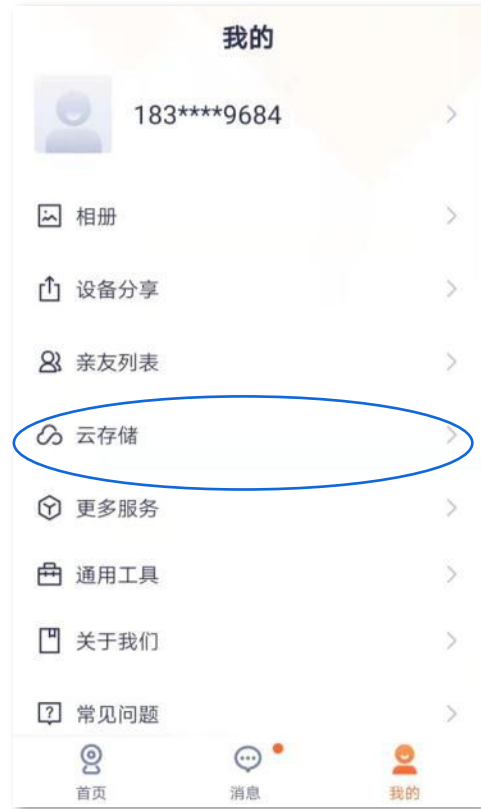 我的
183****9684
相册
设备分享
亲友列表
云存储
更多服务
通用工具
关于我们
常见问题
首页
消息
我的